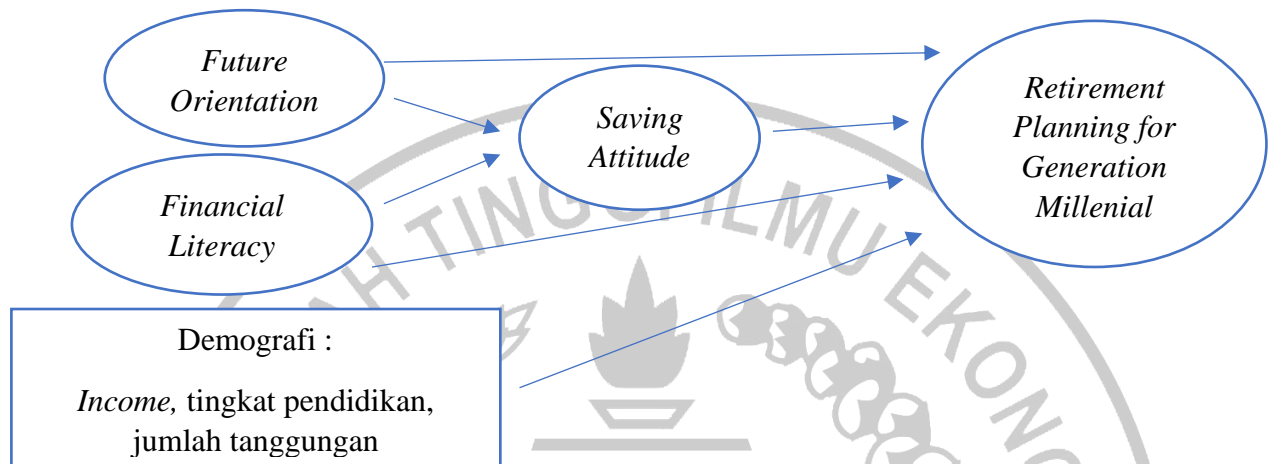 Future
Orientation
Saving
Attitude
Retirement
Planning for
Generation
Millenial
Financial
Literacy
Demografi :
Income, tingkat pendidikan,
jumlah tanggungan